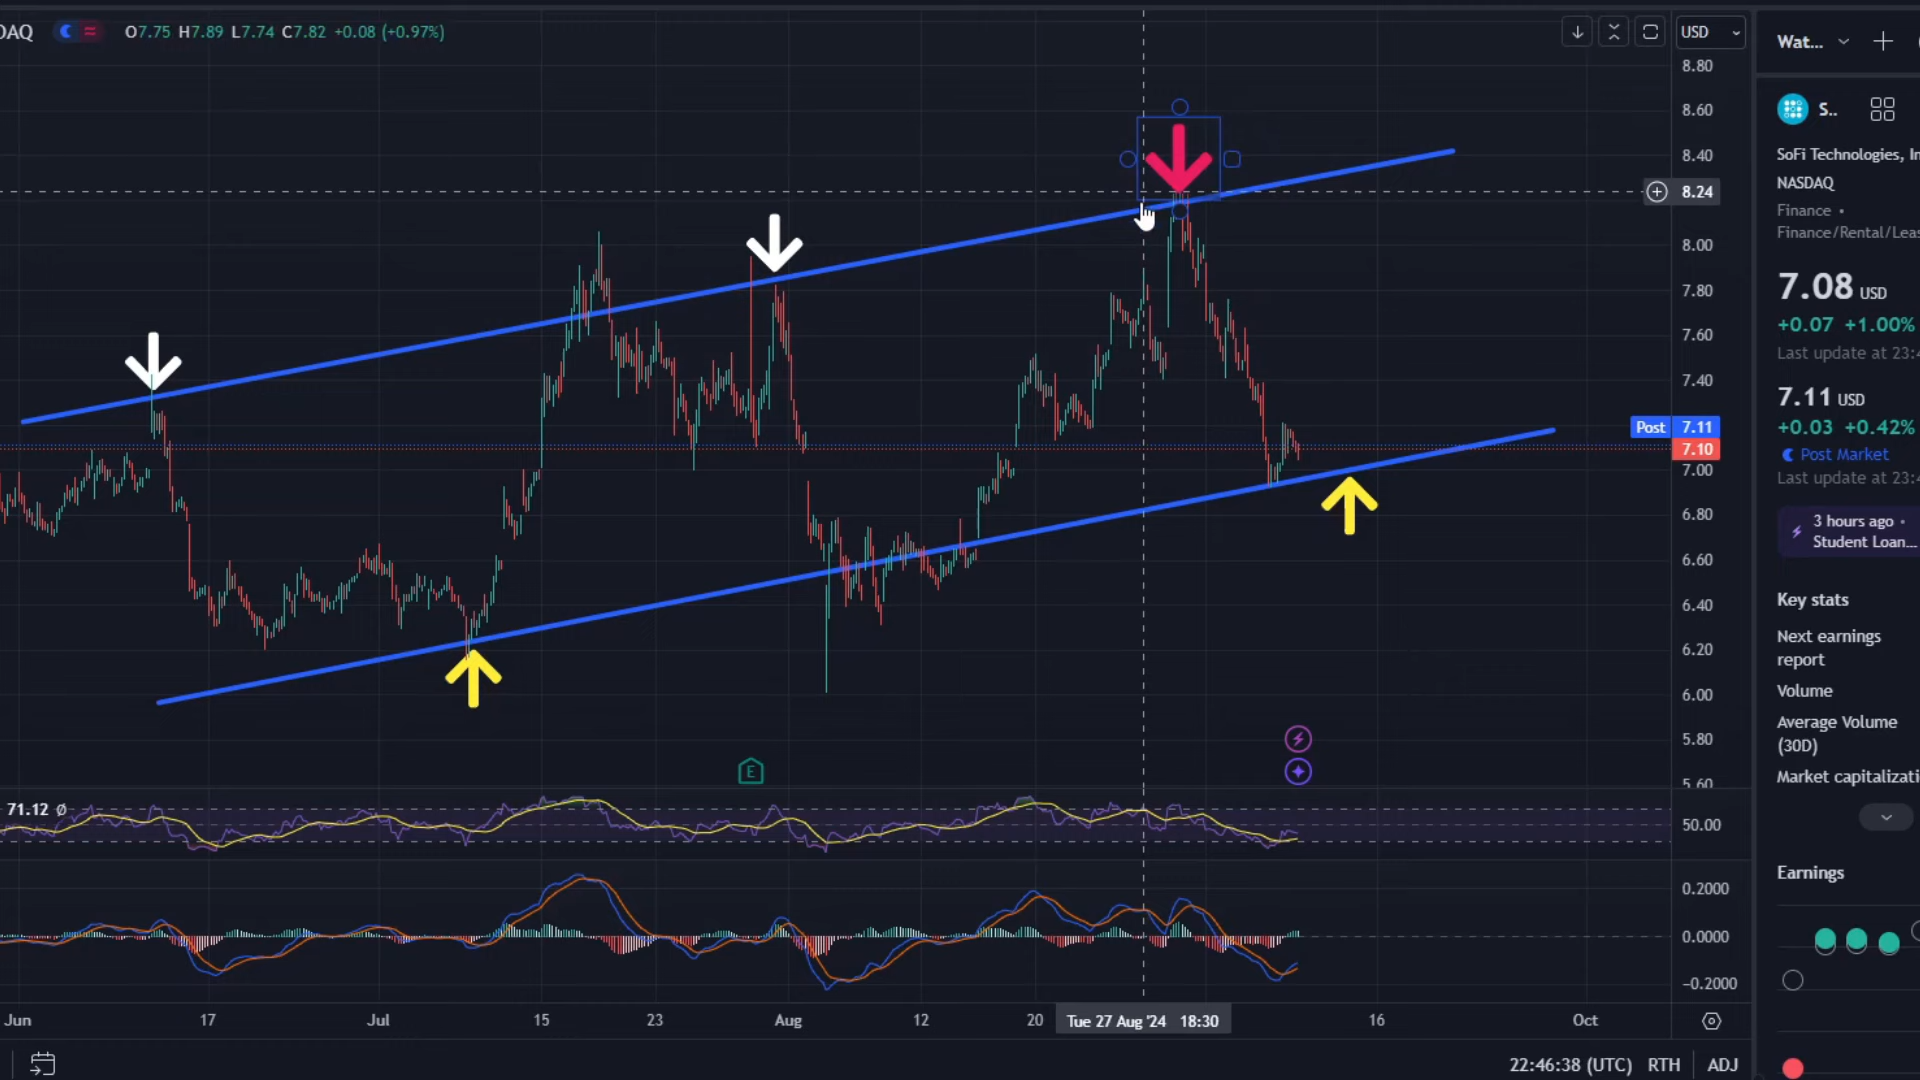 DAQ O7.75 H7.89 L7.74 C7.82 +0.08 (+0.97%)
USD
Wat...
8.80
8.60
8.40
8.24
8.00
7.80
7.60
7.40
Post 7.11
7.10
7.00
6.80
6.60
6.40
6.20
6.00
5.80
5.60
S..
SoFi Technologies, In
NASDAQ
Finance •
Finance/Rental/Leas
7.08 USD
+0.07 +1.00%
Last update at 23:4
7.11 USD
+0.03 +0.42%
Post Market
Last update at 23:4
3 hours ago •
Student Loan...
Key stats
Next earnings
report
Volume
Average Volume
(30D)
Market capitalizati
Earnings
E
71.12 Ø
50.00
0.2000
0.0000
−0.2000
Jun 17 Jul 15 23 Aug 12 20 Tue 27 Aug '24 18:30 16 Oct
22:46:38 (UTC) RTH ADJ